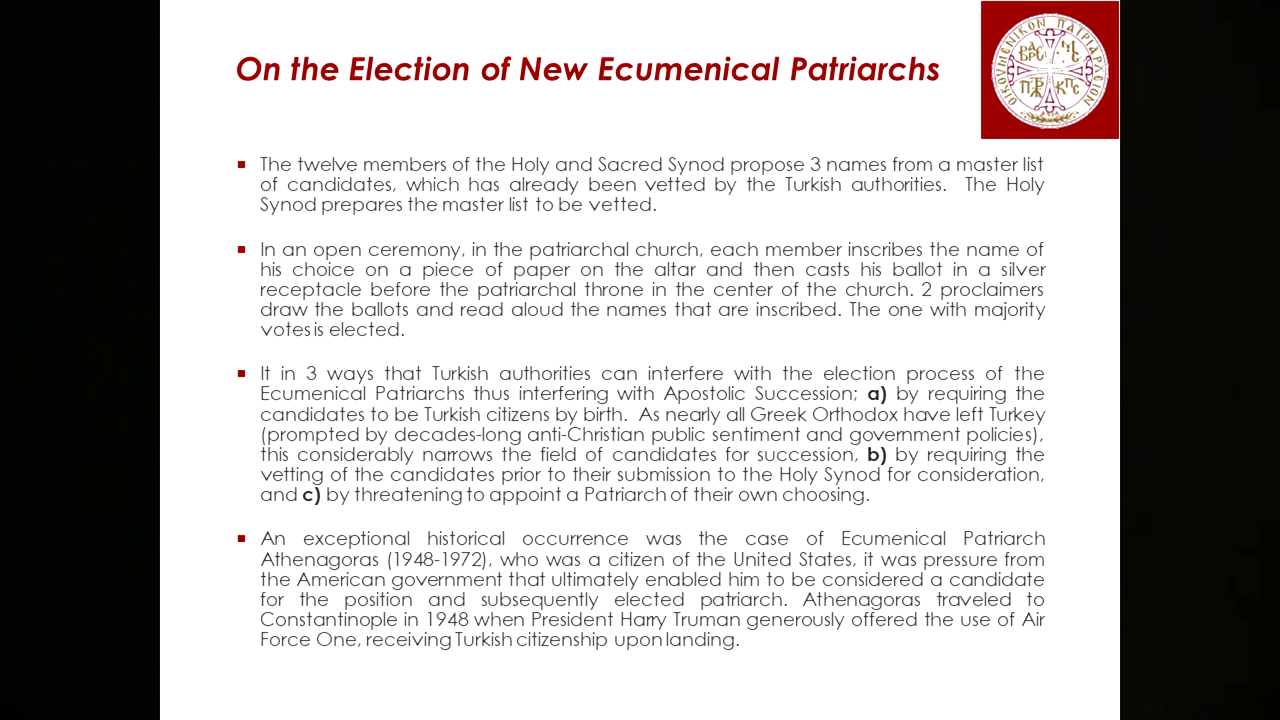 On the Election of New Ecumenical Patriarchs
ΟΙΚΟΥΜΕΝΙΚΟΝ ΠΑΤΡΙΑΡΧΕΙΟΝ
The twelve members of the Holy and Sacred Synod propose 3 names from a master list
of candidates, which has already been vetted by the Turkish authorities. The Holy
Synod prepares the master list to be vetted.
In an open ceremony, in the patriarchal church, each member inscribes the name of
his choice on a piece of paper on the altar and then casts his ballot in a silver
receptacle before the patriarchal throne in the center of the church. 2 proclaimers
draw the ballots and read aloud the names that are inscribed. The one with majority
votes is elected.
It in 3 ways that Turkish authorities can interfere with the election process of the
Ecumenical Patriarchs thus interfering with Apostolic Succession; a) by requiring the
candidates to be Turkish citizens by birth. As nearly all Greek Orthodox have left Turkey
(prompted by decades-long anti-Christian public sentiment and government policies),
this considerably narrows the field of candidates for succession, b) by requiring the
vetting of the candidates prior to their submission to the Holy Synod for consideration,
and c) by threatening to appoint a Patriarch of their own choosing.
An exceptional historical occurrence was the case of Ecumenical Patriarch
Athenagoras (1948-1972), who was a citizen of the United States, it was pressure from
the American government that ultimately enabled him to be considered a candidate
for the position and subsequently elected patriarch. Athenagoras traveled to
Constantinople in 1948 when President Harry Truman generously offered the use of Air
Force One, receiving Turkish citizenship upon landing.